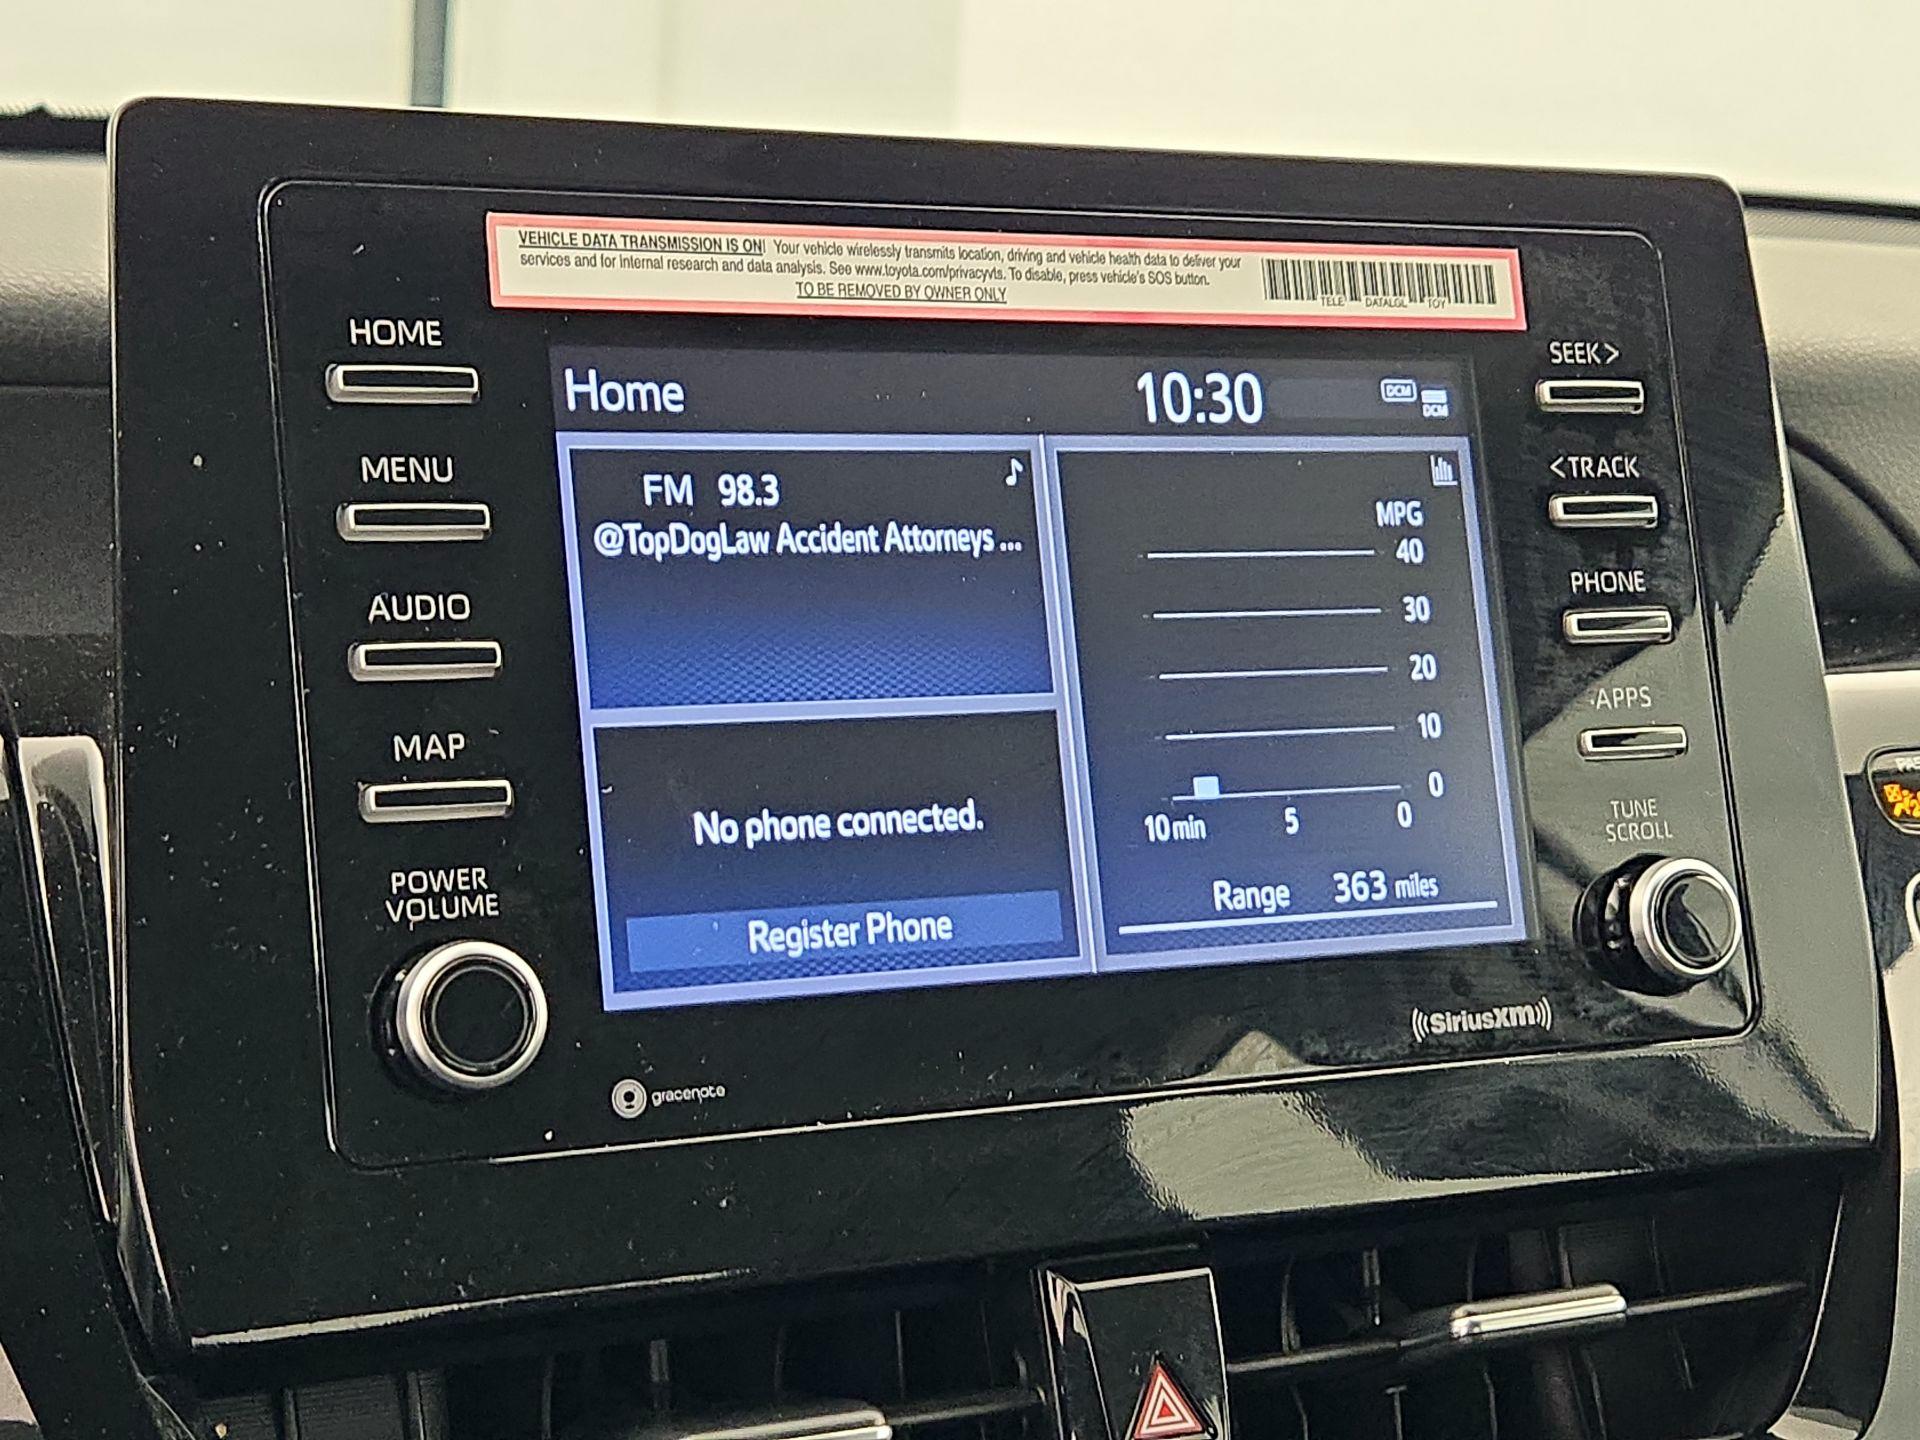 VEHICLE DATA TRANSMISSION IS ON! Your vehicle wirelessly transmits location, driving and vehicle health data to deliver your
services and for internal research and data analysis. See www.toyota.com/privacyvts. To disable, press vehicle's SOS button.
TO BE REMOVED BY OWNER ONLY
TELE DATALGL TOY
HOME
MENU
AUDIO
MAP
POWER
VOLUME
Home
10:30
DCM
DCM
FM 98.3
@TopDogLaw Accident Attorneys ...
No phone connected.
Register Phone
MPG
40
30
20
10
0
10 min 5 0
Range 363 miles
SEEK >
< TRACK
PHONE
APPS
TUNE
SCROLL
SiriusXm
gracenote